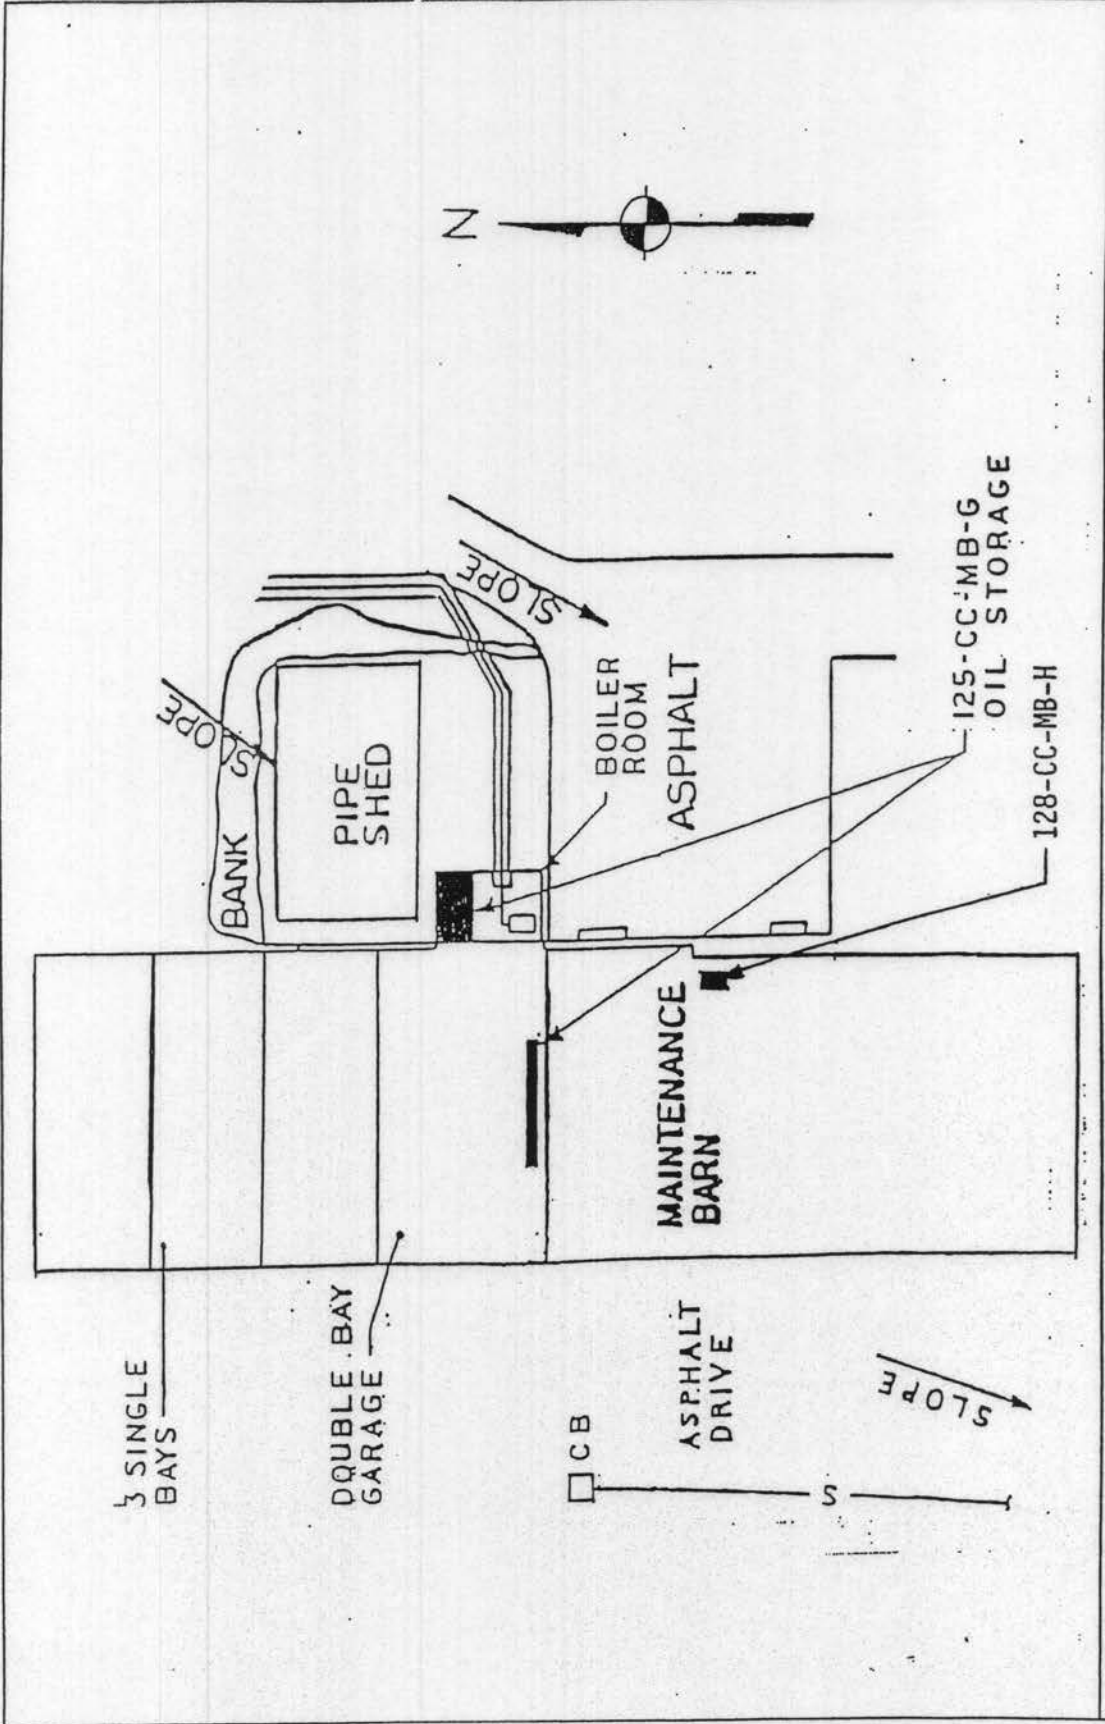 3 SINGLE
BAYS
DOUBLE BAY
GARAGE
CB
ASPHALT
DRIVE
S
SLOPE
MAINTENANCE
BARN
BANK
SLOPE
PIPE
SHED
SLOPE
BOILER
ROOM
ASPHALT
N
125-CC-MB-G
OIL STORAGE
128-CC-MB-H